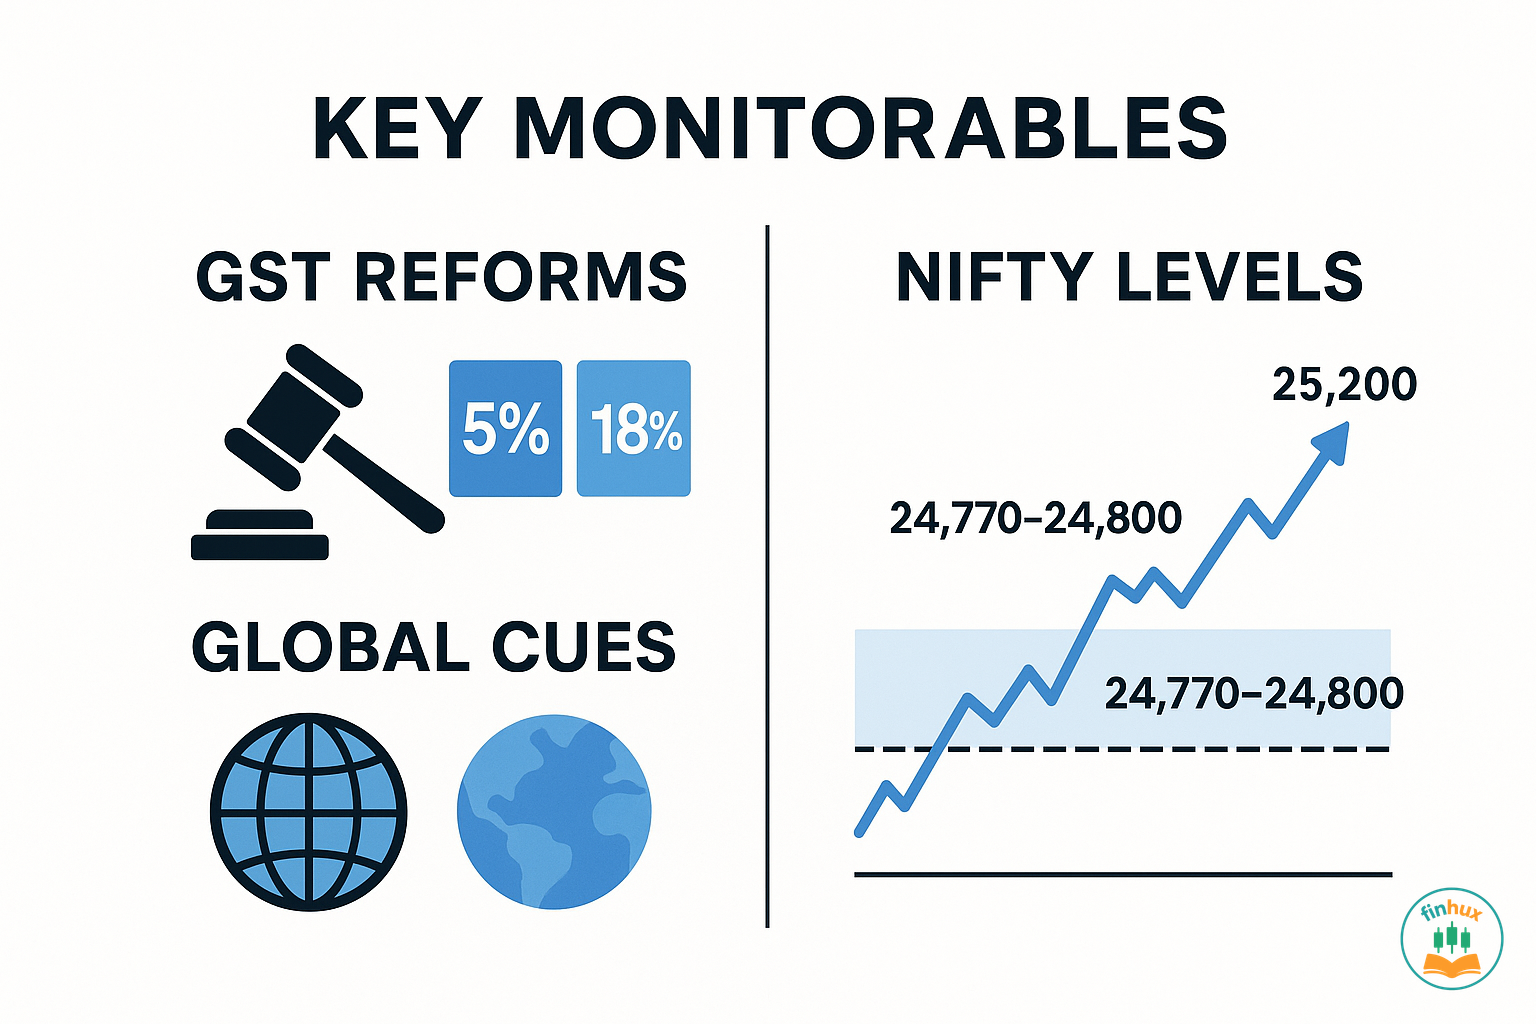 KEY MONITORABLES
GST REFORMS
5%
18%
GLOBAL CUES
NIFTY LEVELS
25,200
24,770–24,800
24,770–24,800
finhux